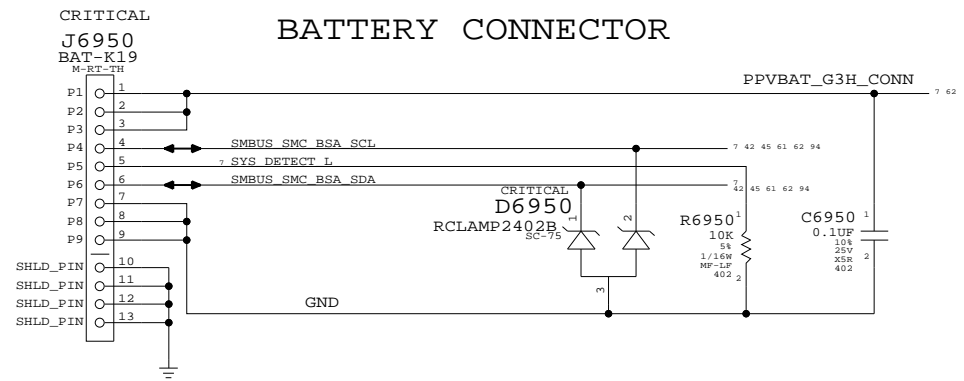 CRITICAL
BATTERY CONNECTOR
J6950
BAT-K19
M-RT-TH
PPVBAT_G3H_CONN
7 62
P1 1
P2 2
P3 3
P4 4 SMBUS_SMC_BSA_SCL 7 42 45 61 62 94
P5 5 7 SYS_DETECT_L
P6 6 SMBUS_SMC_BSA_SDA 7
42 45 61 62 94
P7 7
P8 8
P9 9
CRITICAL
D6950
RCLAMP2402B
SC-75
1
2
3
R6950 1
10K
5%
1/16W
MF-LF
402 2
C6950 1
0.1UF
10%
25V
X5R
402
2
SHLD_PIN 10
SHLD_PIN 11
SHLD_PIN 12
SHLD_PIN 13
GND